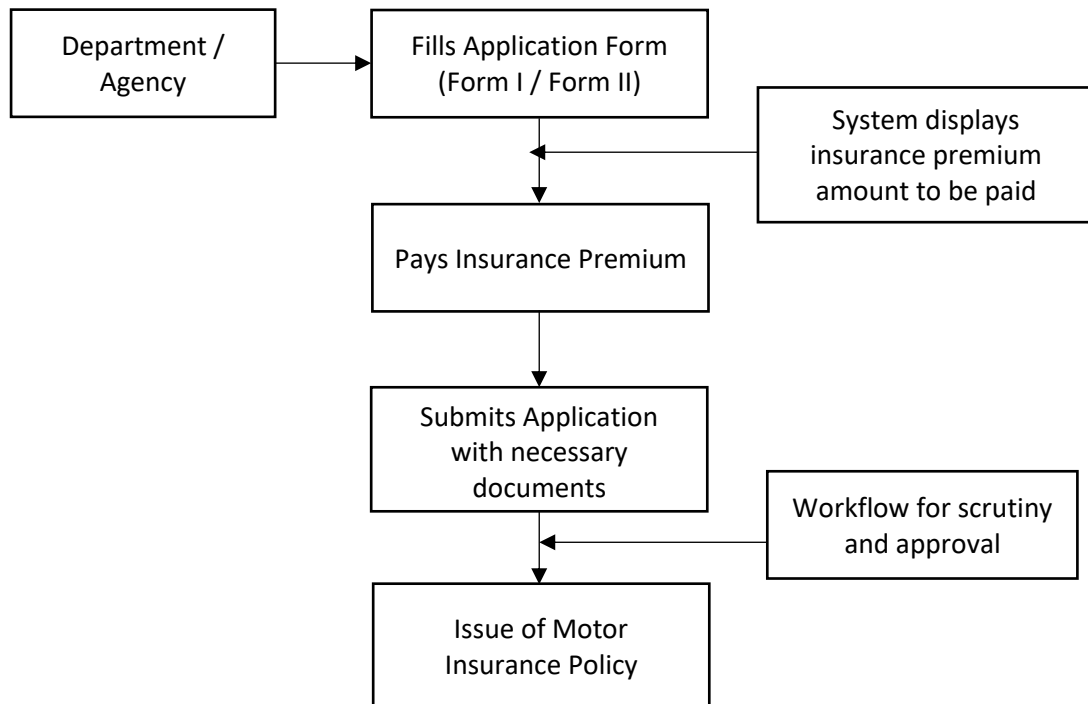 Department /
Agency
Fills Application Form
(Form I / Form II)
System displays
insurance premium
amount to be paid
Pays Insurance Premium
Submits Application
with necessary
documents
Workflow for scrutiny
and approval
Issue of Motor
Insurance Policy